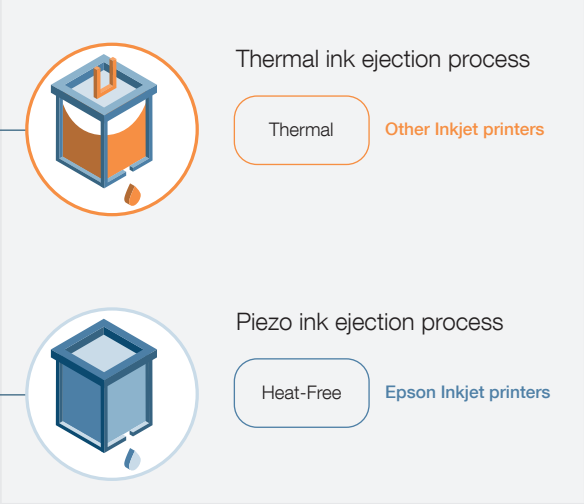 Thermal ink ejection process
Thermal
Other Inkjet printers
Piezo ink ejection process
Heat-Free
Epson Inkjet printers